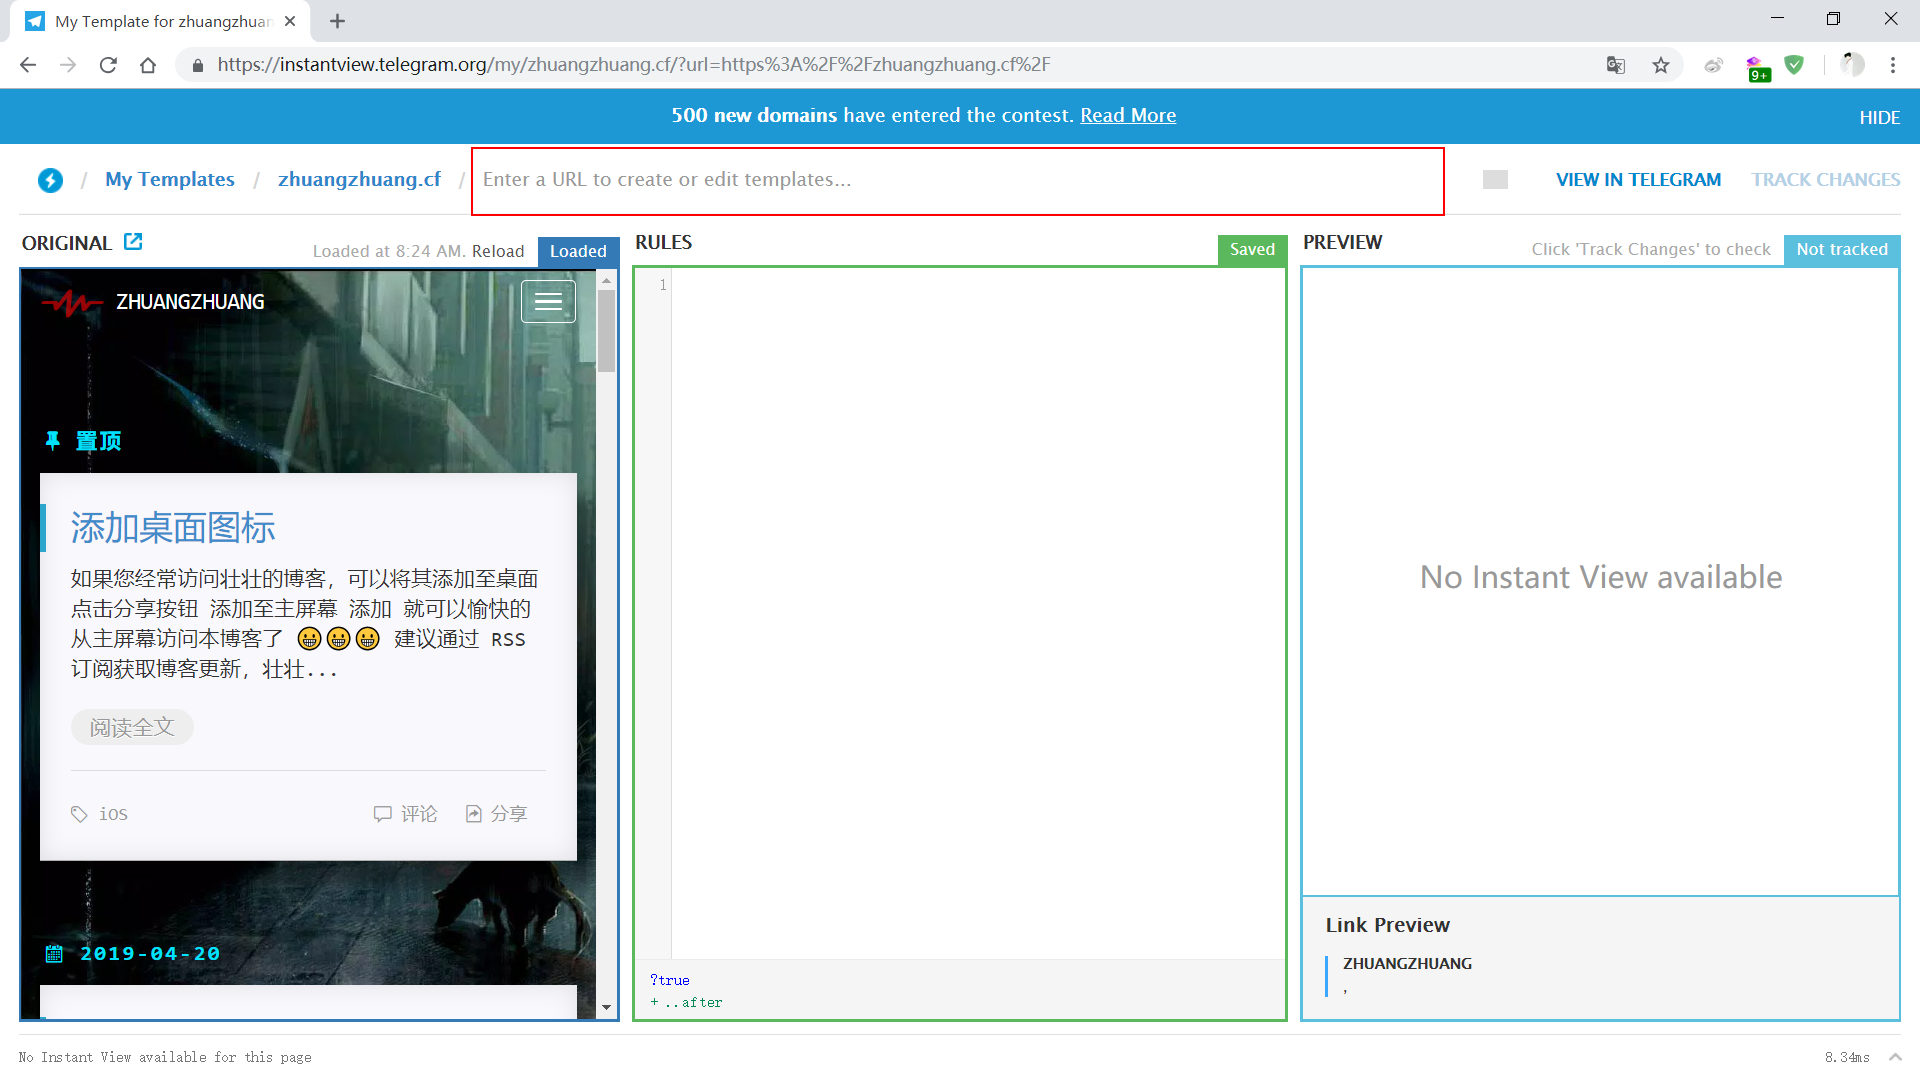 My Template for zhuangzhuan
https://instantview.telegram.org/my/zhuangzhuang.cf/?url=https%3A%2F%2Fzhuangzhuang.cf%2F
9+
500 new domains have entered the contest. Read More
HIDE
/ My Templates / zhuangzhuang.cf / Enter a URL to create or edit templates...
VIEW IN TELEGRAM
TRACK CHANGES
ORIGINAL
Loaded at 8:24 AM. Reload
Loaded
RULES
Saved
PREVIEW
Click 'Track Changes' to check
Not tracked
ZHUANGZHUANG
置顶
添加桌面图标
如果您经常访问壮壮的博客，可以将其添加至桌面
点击分享按钮 添加至主屏幕 添加 就可以愉快的
从主屏幕访问本博客了 😀😀😀 建议通过 RSS
订阅获取博客更新，壮壮...
阅读全文
iOS
评论
分享
2019-04-20
1
?true
+ ..after
No Instant View available
Link Preview
ZHUANGZHUANG
,
No Instant View available for this page
8.34ms